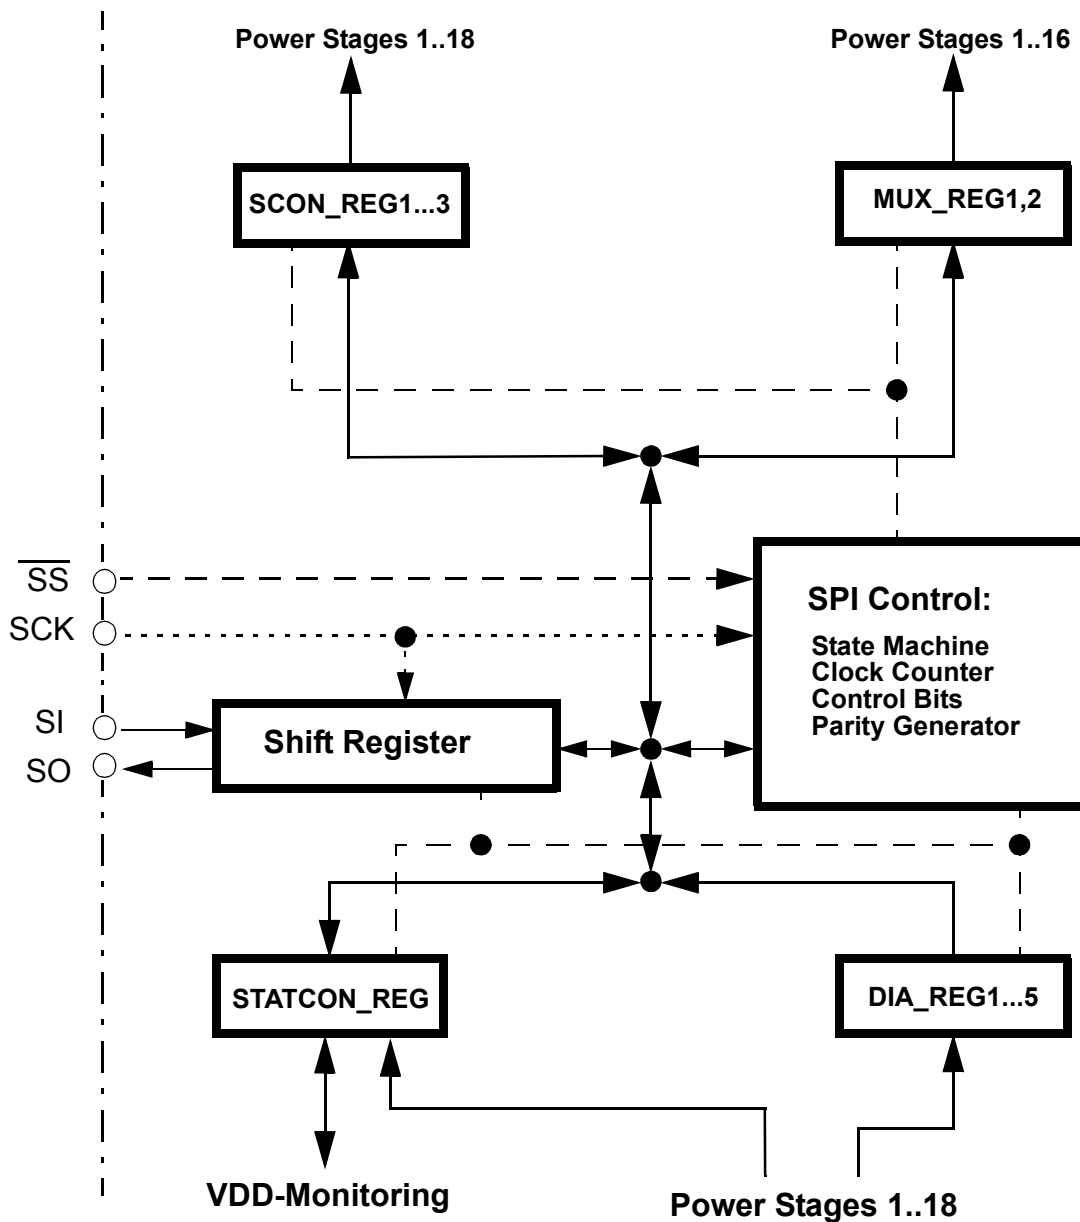 Power Stages 1..18
Power Stages 1..16
SCON_REG1...3
MUX_REG1,2
SS
SCK
SI
SO
SPI Control:
State Machine
Clock Counter
Control Bits
Parity Generator
Shift Register
STATCON_REG
DIA_REG1...5
VDD-Monitoring
Power Stages 1..18